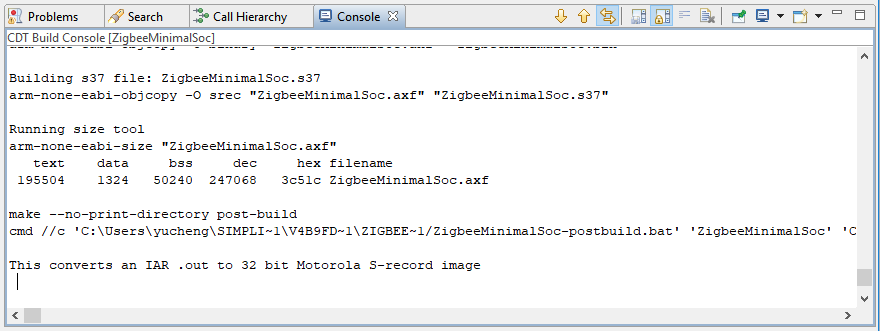 Problems Search Call Hierarchy Console
CDT Build Console [ZigbeeMinimalSoc]
Building s37 file: ZigbeeMinimalSoc.s37
arm-none-eabi-objcopy -O srec "ZigbeeMinimalSoc.axf" "ZigbeeMinimalSoc.s37"
Running size tool
arm-none-eabi-size "ZigbeeMinimalSoc.axf"
text data bss dec hex filename
195504 1324 50240 247068 3c51c ZigbeeMinimalSoc.axf
make --no-print-directory post-build
cmd //c 'C:\Users\yucheng\SIMPLI~1\V4B9FD~1\ZIGBEE~1/ZigbeeMinimalSoc-postbuild.bat' 'ZigbeeMinimalSoc' 'C
This converts an IAR .out to 32 bit Motorola S-record image